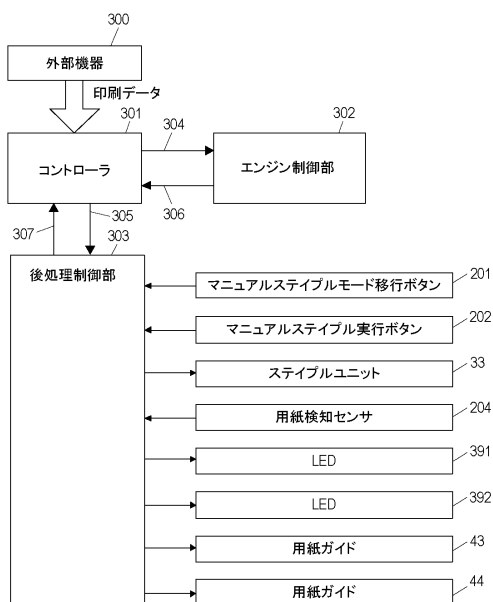 300
外部機器
印刷データ
301
コントローラ
304
302
エンジン制御部
306
307
305
303
後処理制御部
マニュアルステイプルモード移行ボタン
201
マニュアルステイプル実行ボタン
202
ステイプルユニット
33
用紙検知センサ
204
LED
391
LED
392
用紙ガイド
43
用紙ガイド
44